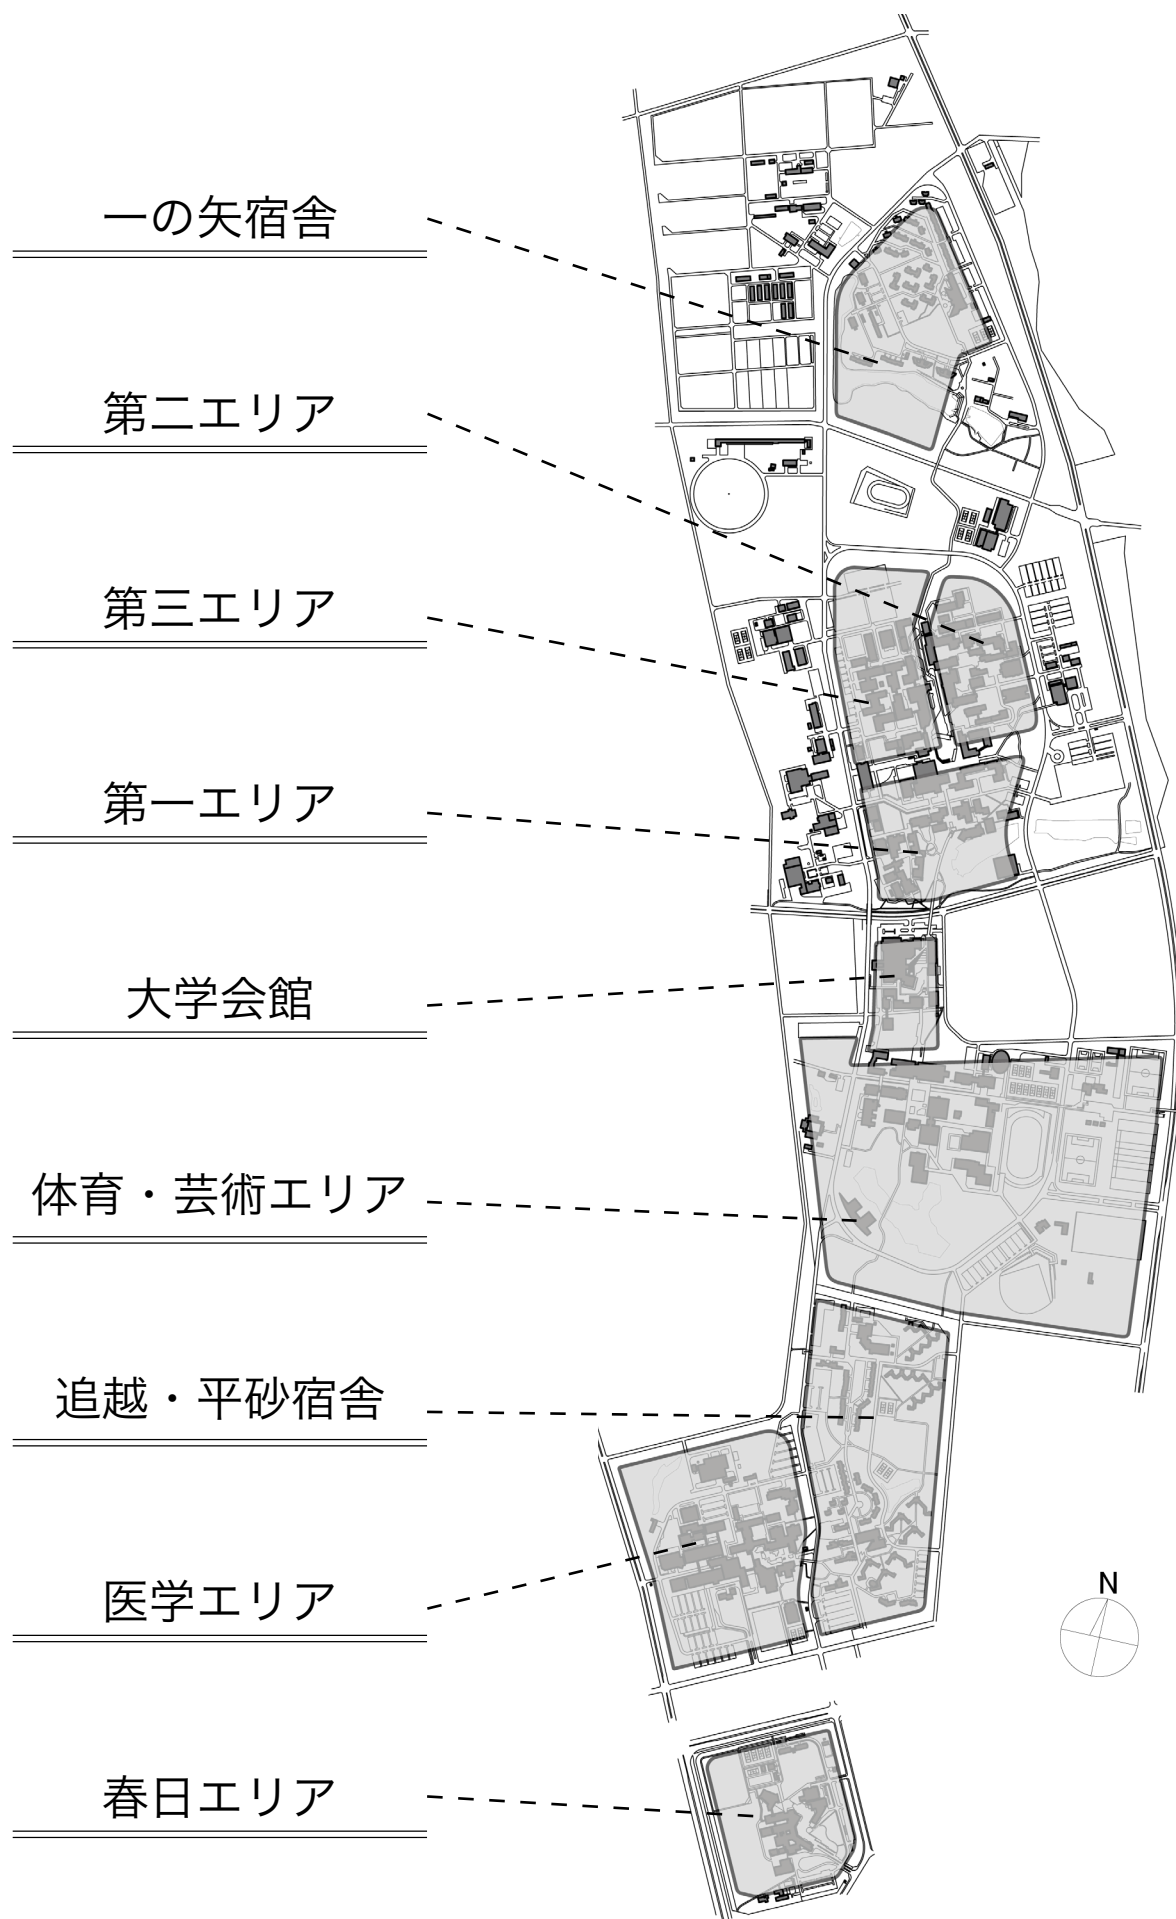 一の矢宿舎
第二エリア
第三エリア
第一エリア
大学会館
体育・芸術エリア
追越・平砂宿舎
医学エリア
N
春日エリア